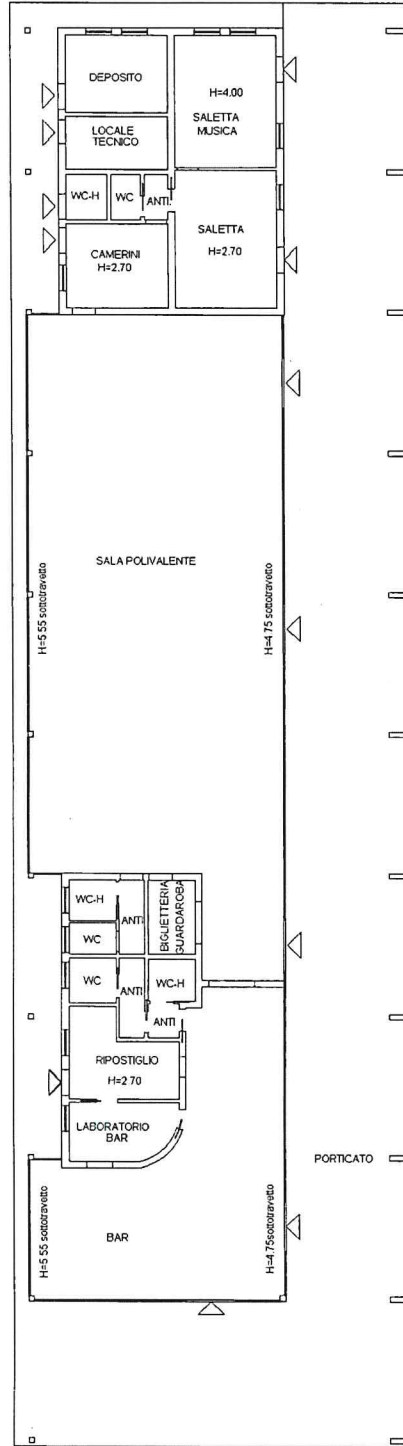 DEPOSITO
H=4.00
SALETTA
MUSICA
LOCALE
TECNICO
WC-H
WC
ANTI.
SALETTA
H=2.70
CAMERINI
H=2.70
SALA POLIVALENTE
H=5.55 sottotravetto
H=4.75 sottotravetto
WC-H
ANTI
BIGLIETTERIA
GUARDAROBA
WC
WC
ANTI
WC-H
ANTI
RIPOSTIGLIO
H=2.70
LABORATORIO
BAR
PORTICATO
H=5.55 sottotravetto
H=4.75sottotravetto
BAR